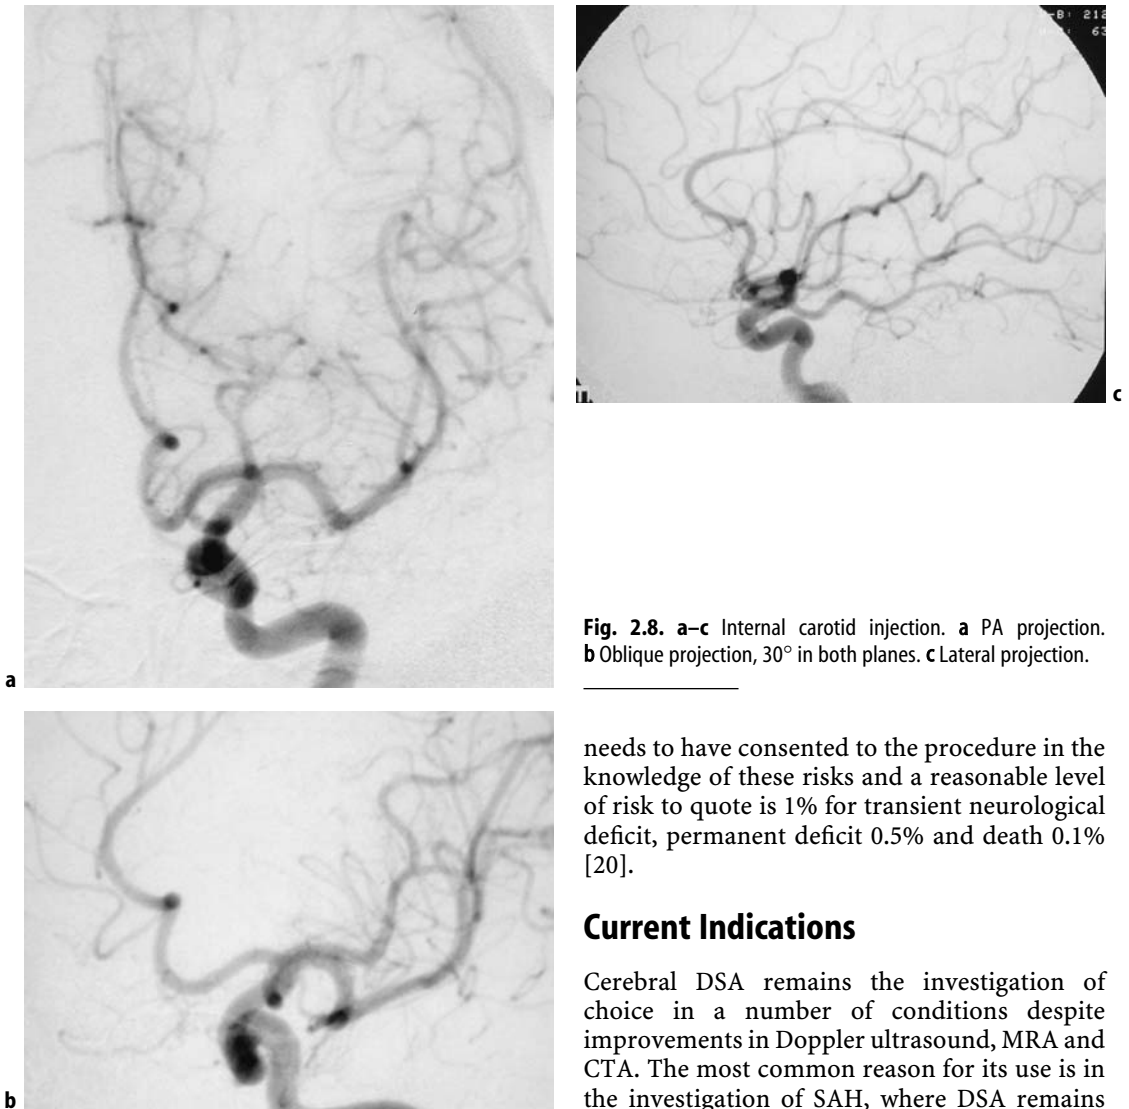 -B: 212
63
c
a
Fig. 2.8. a–c Internal carotid injection. a PA projection.
b Oblique projection, 30° in both planes. c Lateral projection.
needs to have consented to the procedure in the
knowledge of these risks and a reasonable level
of risk to quote is 1% for transient neurological
deficit, permanent deficit 0.5% and death 0.1%
[20].
Current Indications
Cerebral DSA remains the investigation of
choice in a number of conditions despite
improvements in Doppler ultrasound, MRA and
CTA. The most common reason for its use is in
the investigation of SAH, where DSA remains
b